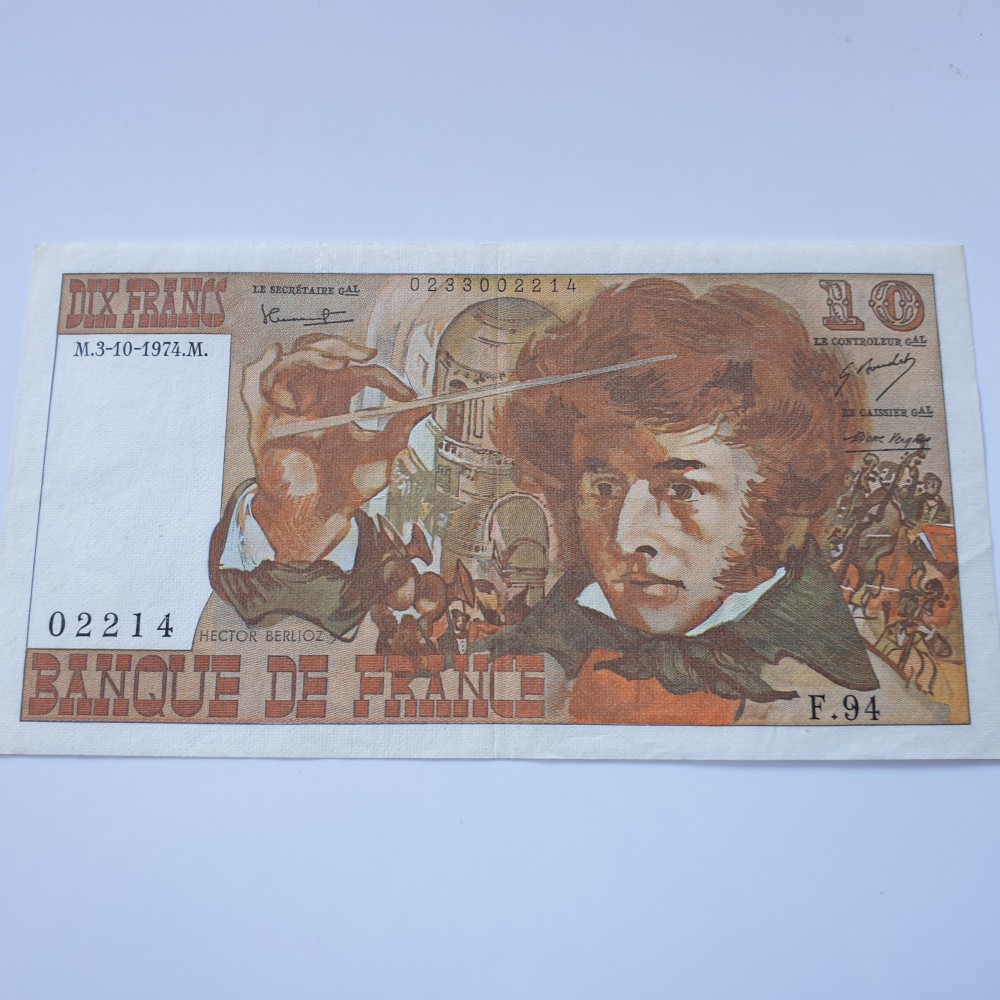 DIX FRANCS
LE SECRÉTAIRE GAL
0233002214
10
M.3-10-1974.M.
LE CONTROLEUR GAL
LE CAISSIER GAL
02214
HECTOR BERLIOZ
BANQUE DE FRANCE
F.94